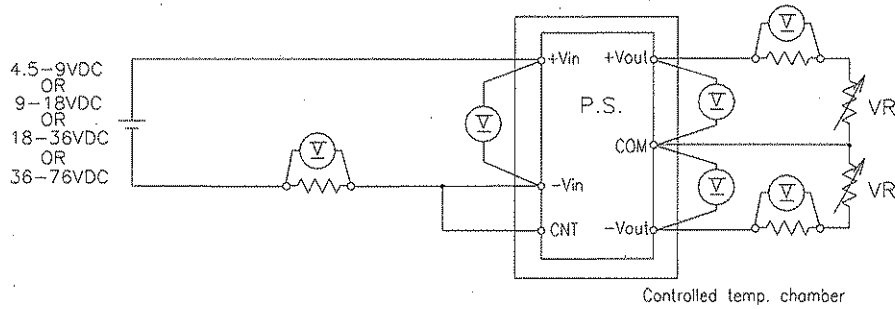 4.5-9VDC
OR
9-18VDC
OR
18-36VDC
OR
36-76VDC
V
V
+Vin
-Vin
CNT
P.S.
+Vout
COM
-Vout
V
V
V
V
VR
VR
Controlled temp. chamber